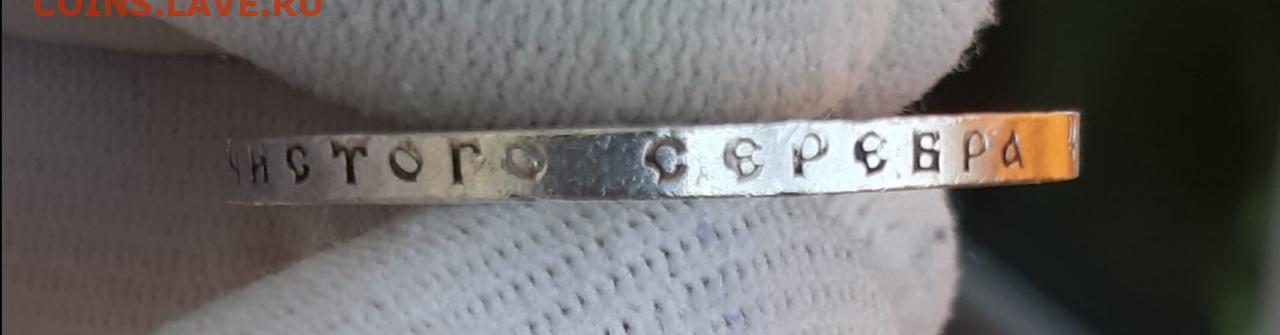 COINS.LAVE.RU
ЧИСТОГО СЕРЕБРА